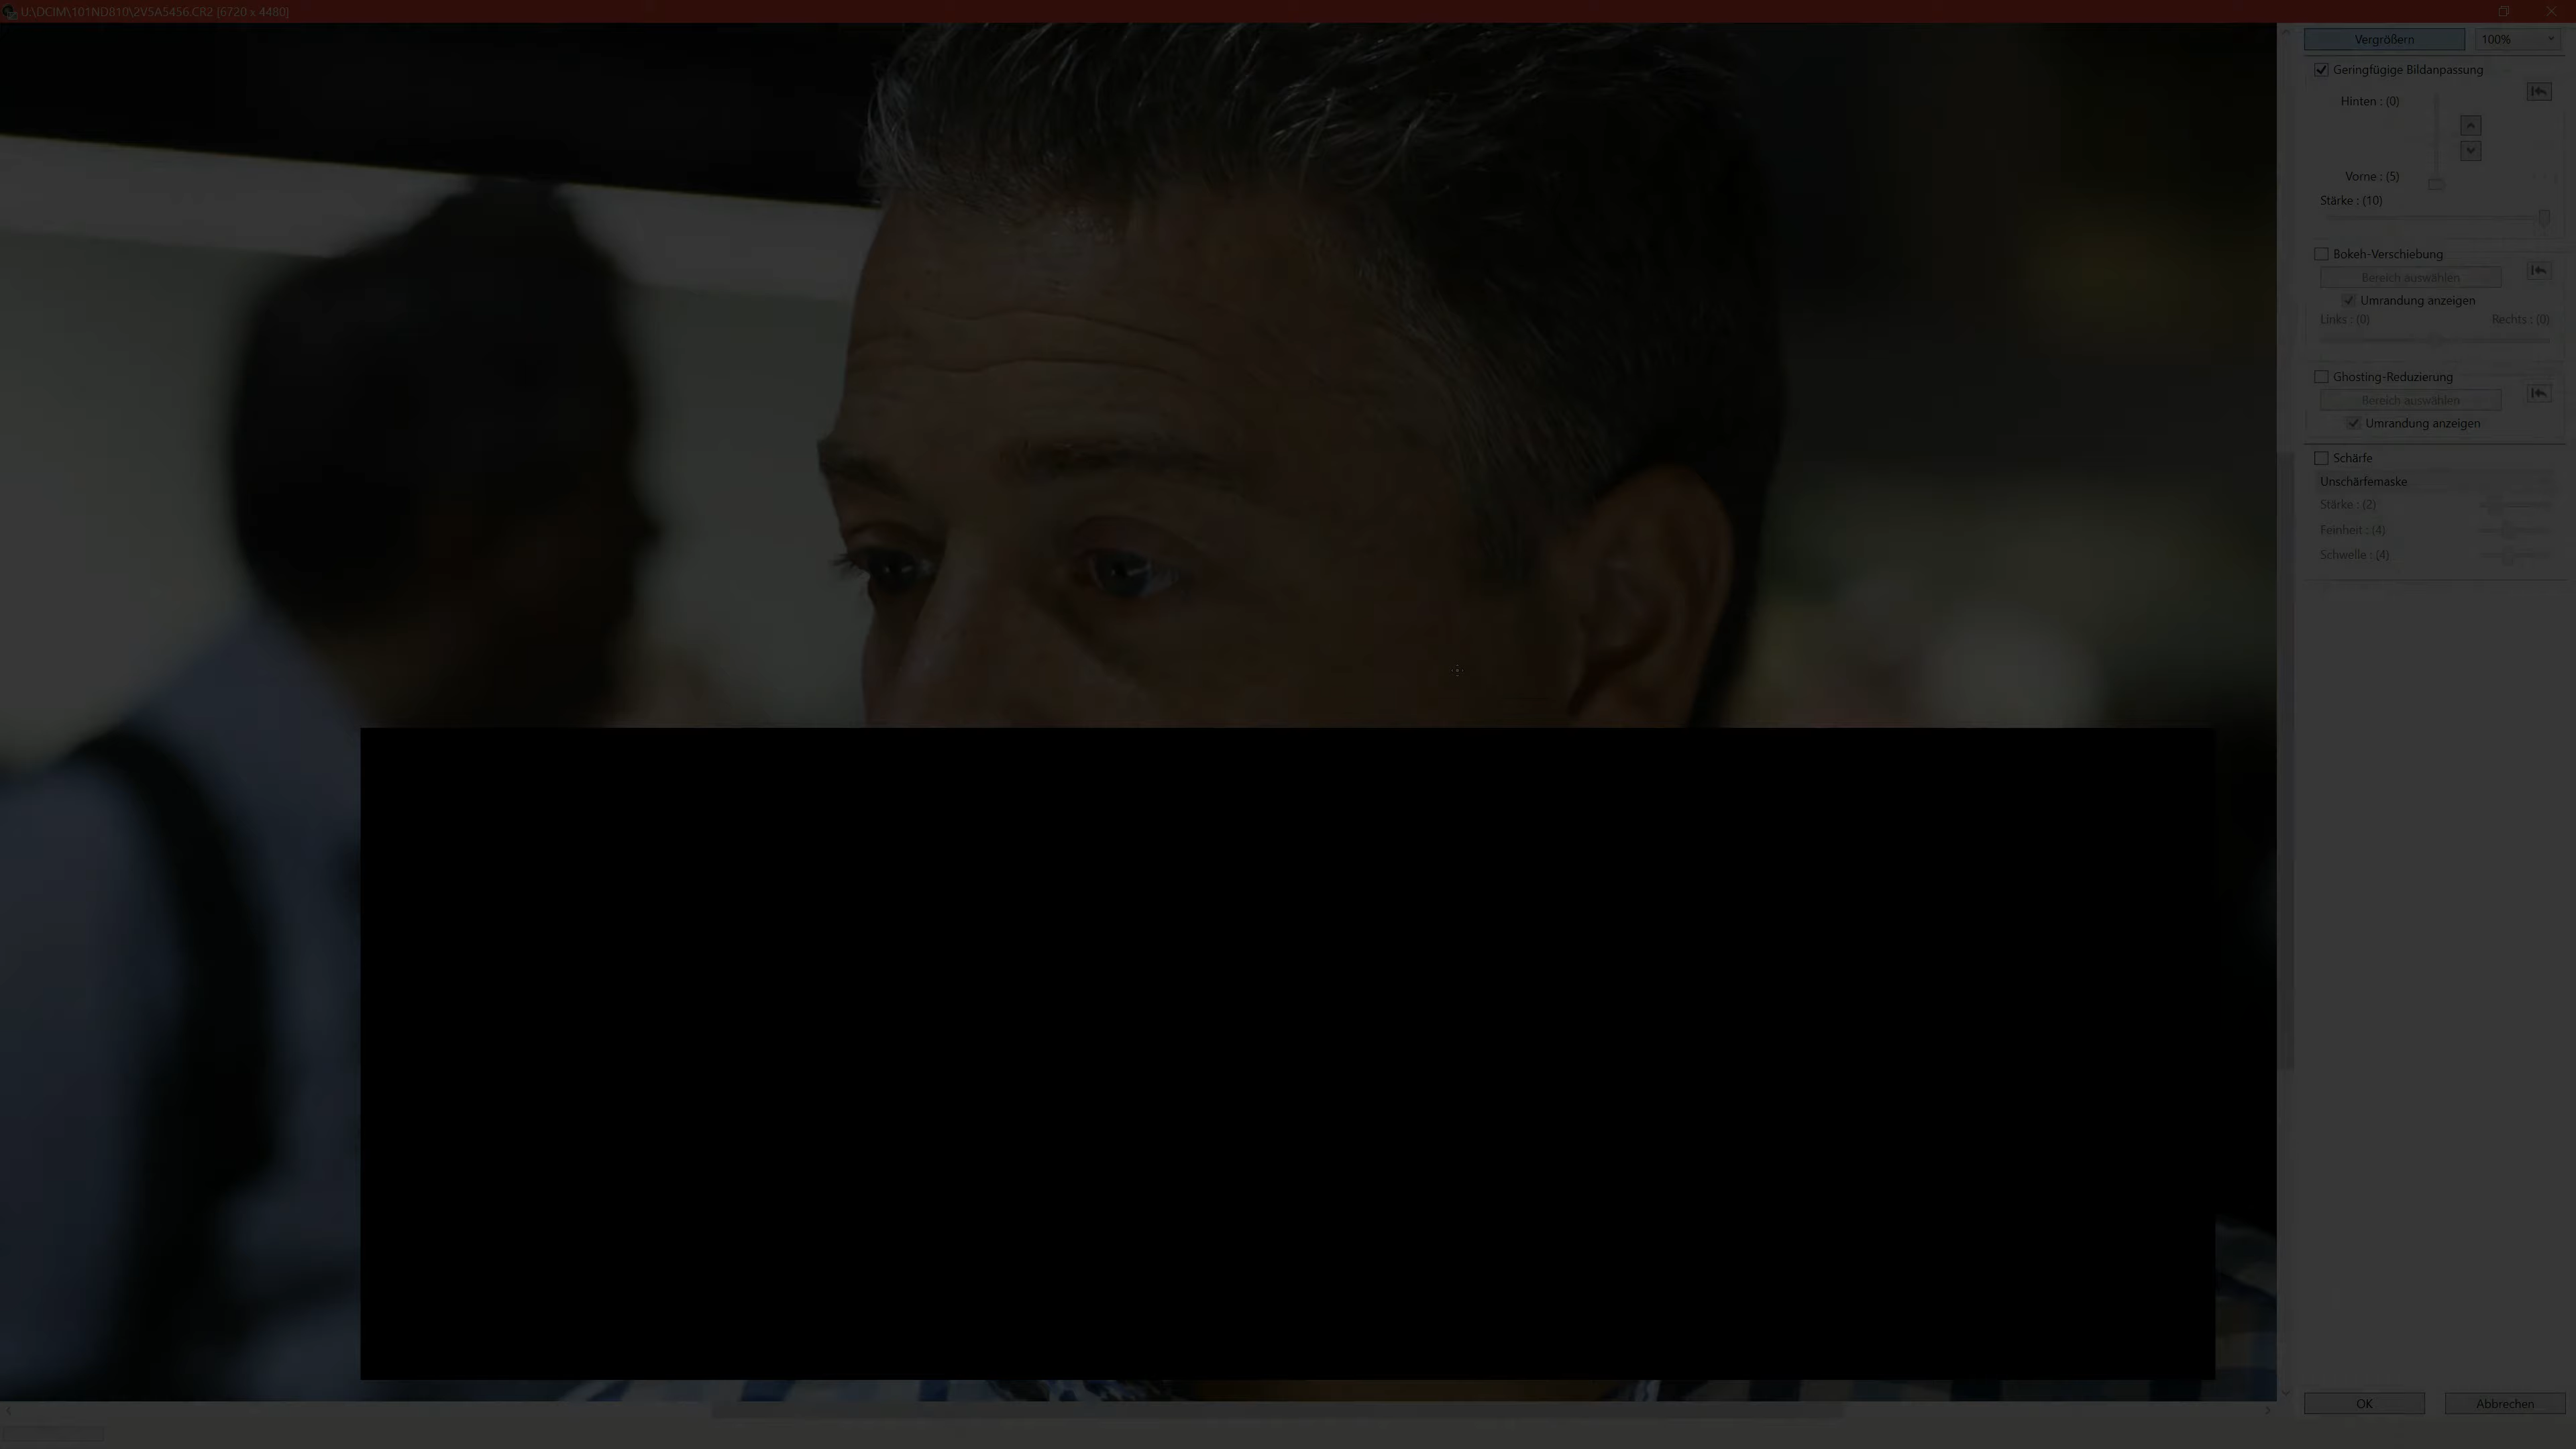 U:\DCIM\101ND810\2V5A5456.CR2 [6720 x 4480]
Vergrößern
100%
Geringfügige Bildanpassung
Hinten : (0)
Vorne : (5)
Stärke : (10)
Bokeh-Verschiebung
Bereich auswählen
Umrandung anzeigen
Links : (0) Rechts : (0)
Ghosting-Reduzierung
Bereich auswählen
Umrandung anzeigen
Schärfe
Unschärfemaske
Stärke : (2)
Feinheit : (4)
Schwelle : (4)
OK
Abbrechen